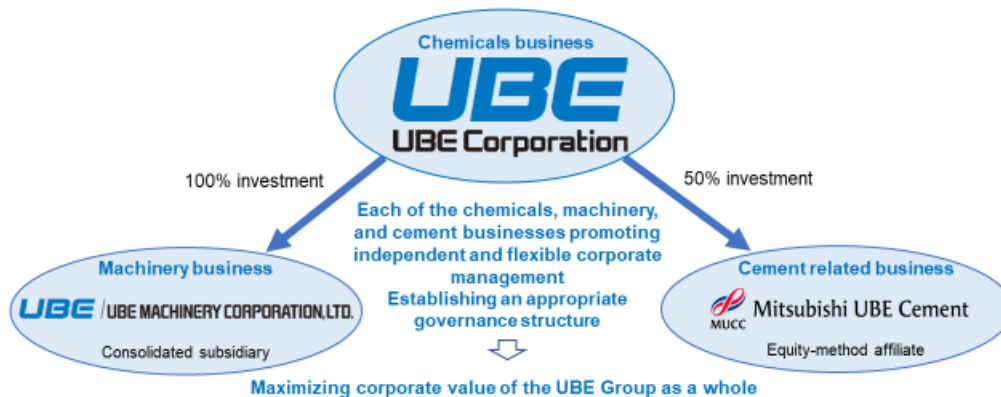 Chemicals business
UBE
UBE Corporation
100% investment
50% investment
Each of the chemicals, machinery,
and cement businesses promoting
independent and flexible corporate
management
Establishing an appropriate
governance structure
Machinery business
UBE / UBE MACHINERY CORPORATION,LTD.
Consolidated subsidiary
Cement related business
MUCC Mitsubishi UBE Cement
Equity-method affiliate
Maximizing corporate value of the UBE Group as a whole